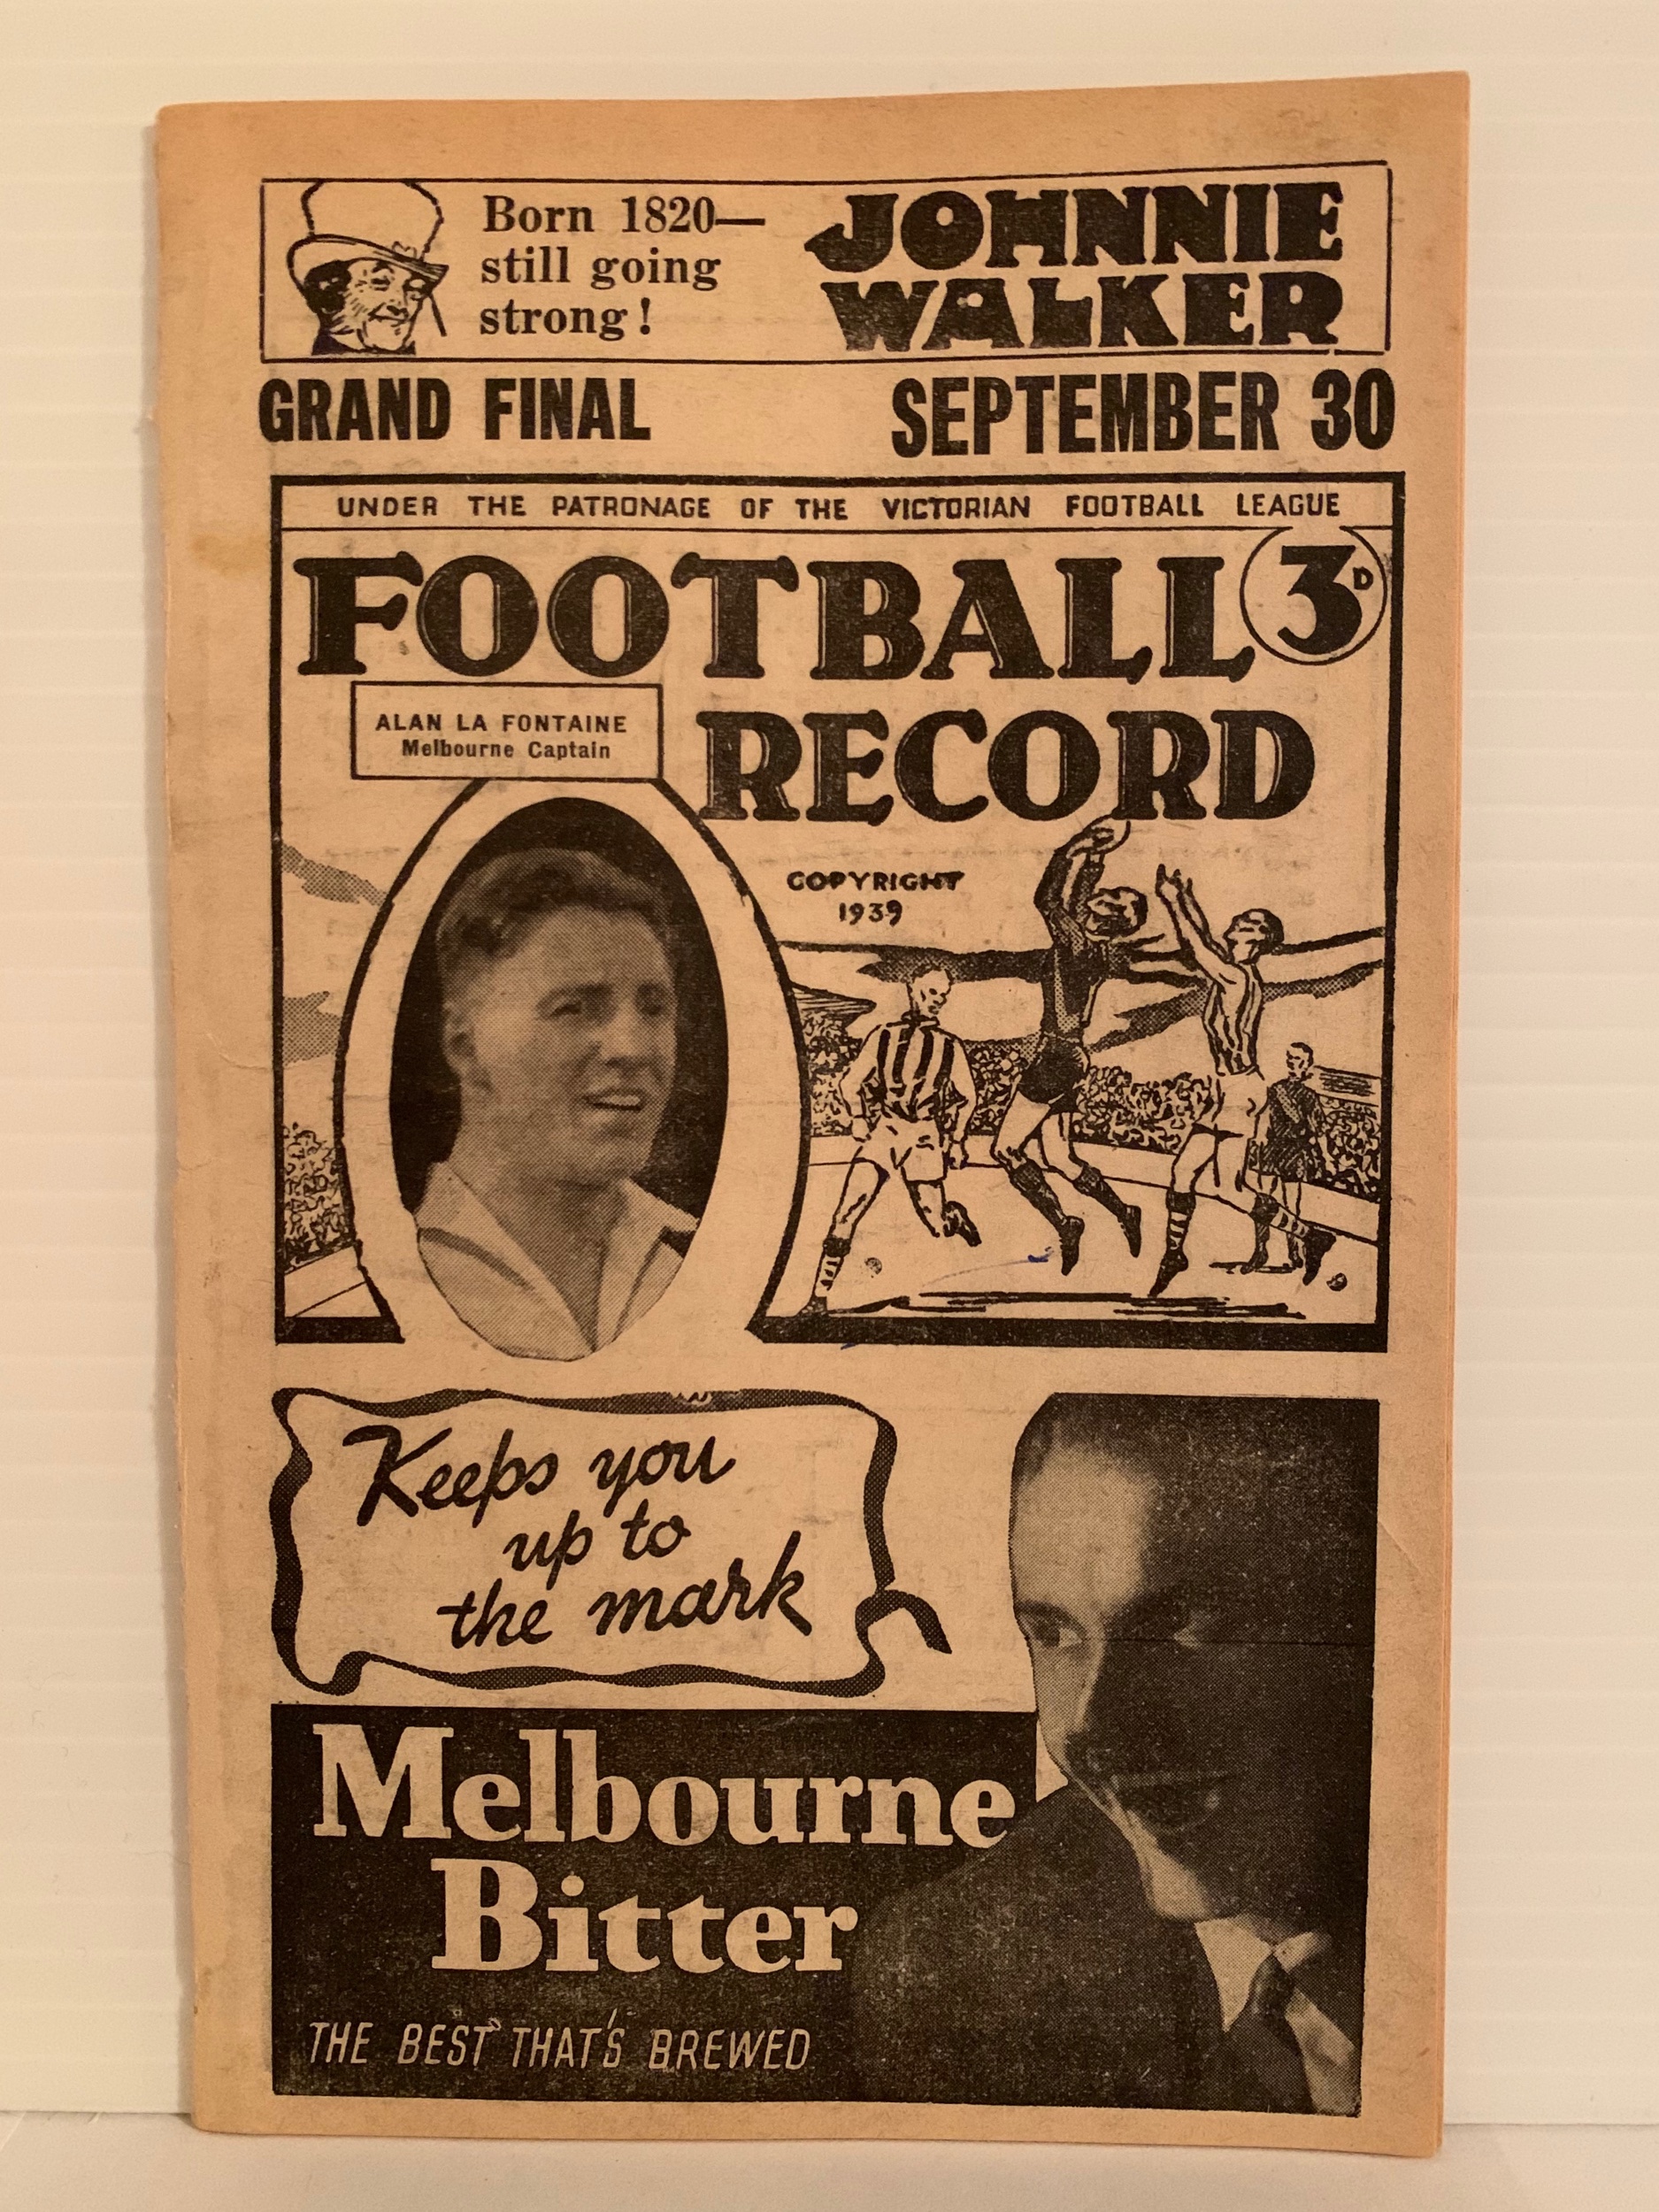 Born 1820—
still going
strong!
JOHNNIE
WALKER
GRAND FINAL SEPTEMBER 30
UNDER THE PATRONAGE OF THE VICTORIAN FOOTBALL LEAGUE
FOOTBALL 3D
RECORD
ALAN LA FONTAINE
Melbourne Captain
COPYRIGHT
1939
Keeps you
up to
the mark
Melbourne
Bitter
THE BEST THAT'S BREWED